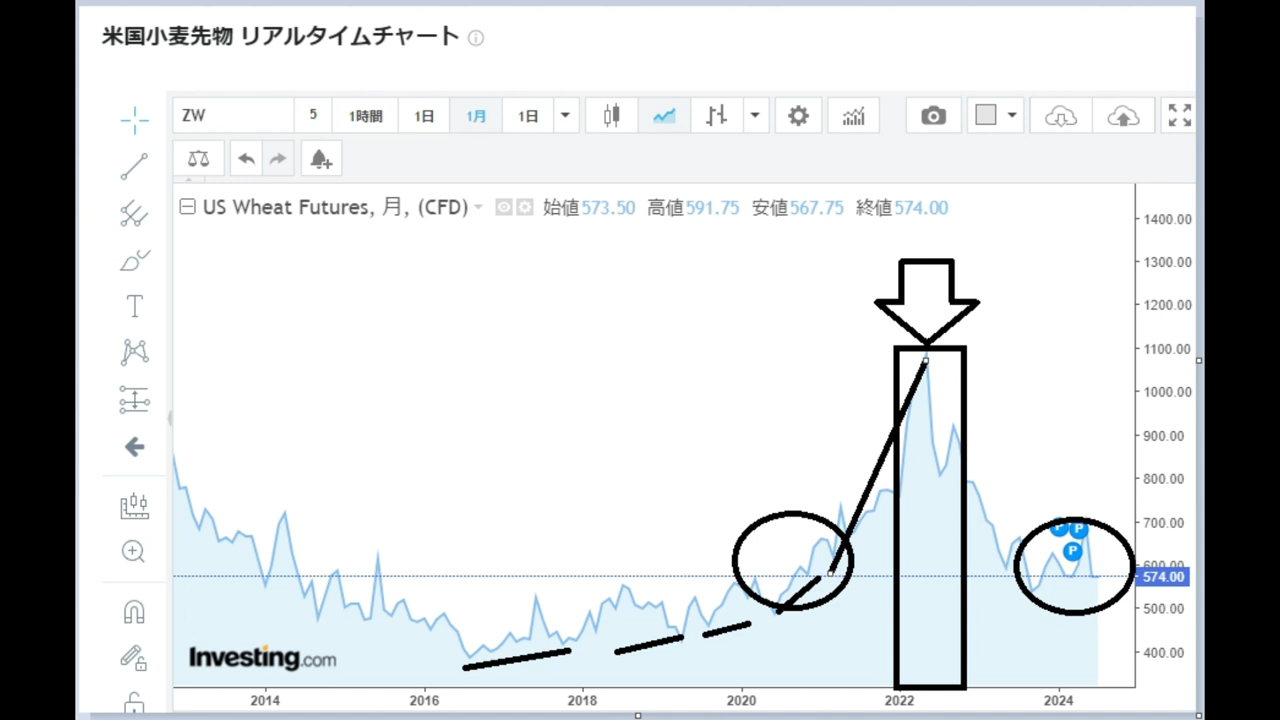 米国小麦先物 リアルタイムチャート
ZW 5 1時間 1日 1月 1日
US Wheat Futures, 月, (CFD) 始値573.50 高値591.75 安値567.75 終値574.00
1400.00
1300.00
1200.00
1100.00
1000.00
900.00
800.00
700.00
600.00
574.00
500.00
400.00
P P
P
Investing.com
2014 2016 2018 2020 2022 2024